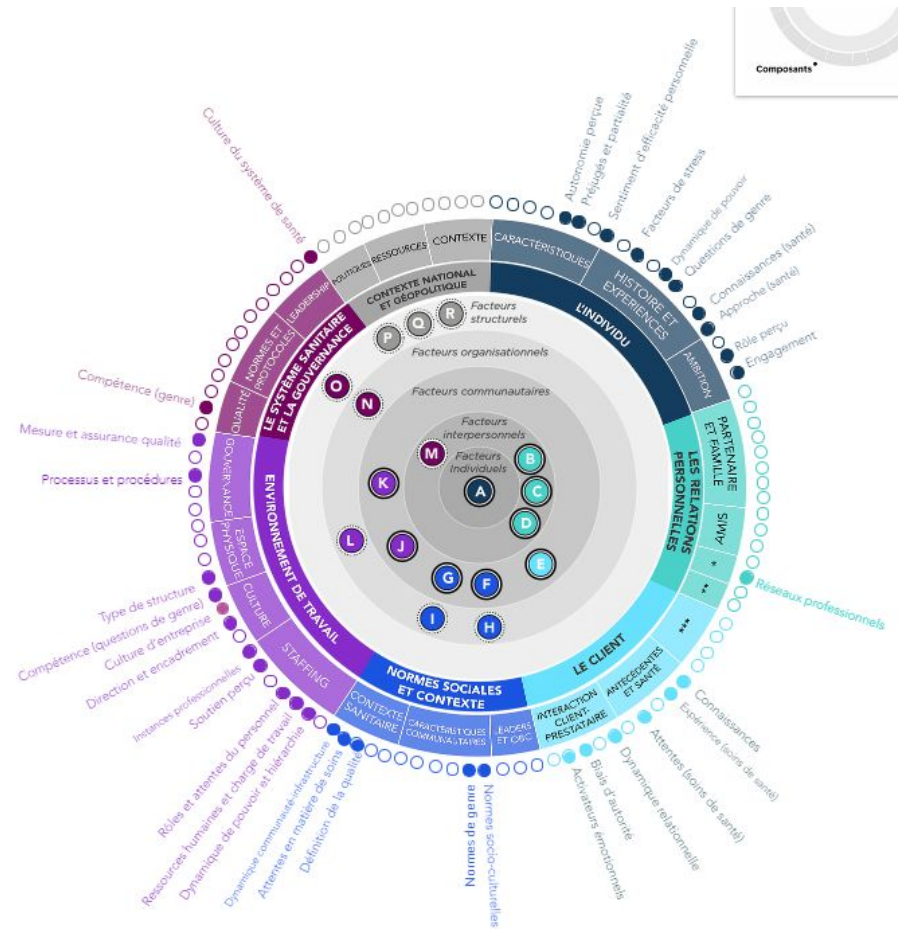 Composants
Culture du système de santé
Compétence (genre)
Mesure et assurance qualité
Processus et procédures
Type de structure
Compétence (questions de genre)
Culture d'entreprise
Direction et encadrement
Instances professionnelles
Soutien perçu
Rôles et attentes du personnel
Ressources humaines et charge de travail
Dynamique de pouvoir et hiérarchie
Dynamique communauté-infrastructure
Attentes en matière de soins
Définition de la qualité
Normes de genre
Normes socio-culturelles
Activateurs émotionnels
Biais d'autorité
Dynamique relationnelle
Attentes (soins de santé)
Expérience (soins de santé)
Connaissances
Réseaux professionnels
Engagement
Rôle perçu
Approche (santé)
Connaissances (santé)
Questions de genre
Dynamique de pouvoir
Facteurs de stress
Sentiment d'efficacité personnelle
Préjugés et partialité
Autonomie perçue
POLITIQUES
RESSOURCES
CONTEXTE
CONTEXTE NATIONAL
ET GÉOPOLITIQUE
CARACTÉRISTIQUES
HISTOIRE ET
EXPÉRIENCES
AMBITION
L'INDIVIDU
PARTENAIRE
ET FAMILLE
AMIS
*
**
LES RELATIONS
PERSONNELLES
***
ANTÉCÉDENTES
ET SANTÉ
INTERACTION
CLIENT-
PRESTATAIRE
LE CLIENT
LEADERS
ET OBC
CARACTÉRISTIQUES
COMMUNAUTAIRES
CONTEXTE
SANITAIRE
NORMES SOCIALES
ET CONTEXTE
STAFFING
CULTURE
ESPACE
PHYSIQUE
GOUVERNANCE
ENVIRONNEMENT DE TRAVAIL
QUALITÉ
NORMES ET
PROTOCOLES
LEADERSHIP
LE SYSTÈME SANITAIRE
ET LA GOUVERNANCE
Facteurs
structurels
Facteurs organisationnels
Facteurs communautaires
Facteurs
interpersonnels
Facteurs
Individuels
P
Q
R
O
N
M
B
K
A
C
D
L
J
E
G
F
I
H